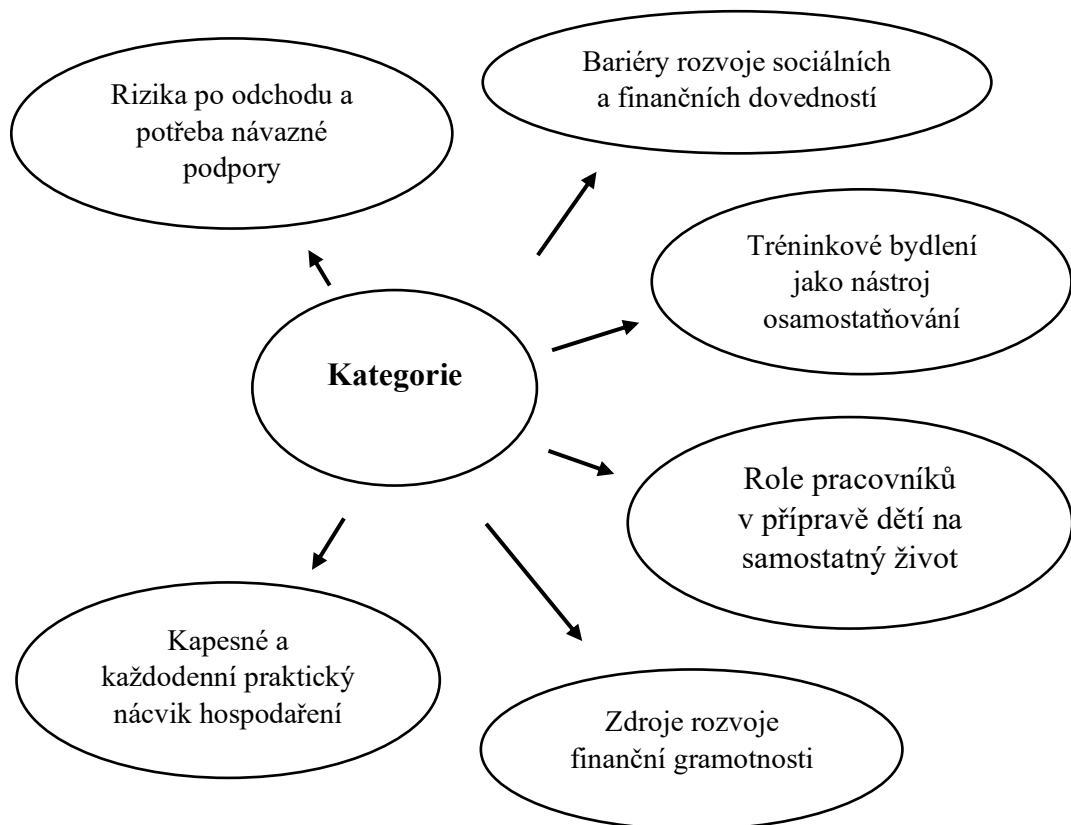 Rizika po odchodu a
potřeba návazné
podpory
Bariéry rozvoje sociálních
a finančních dovedností
Tréninkové bydlení
jako nástroj
osamostatňování
Kategorie
Role pracovníků
v přípravě dětí na
samostatný život
Kapesné a
každodenní praktický
nácvik hospodaření
Zdroje rozvoje
finanční gramotnosti